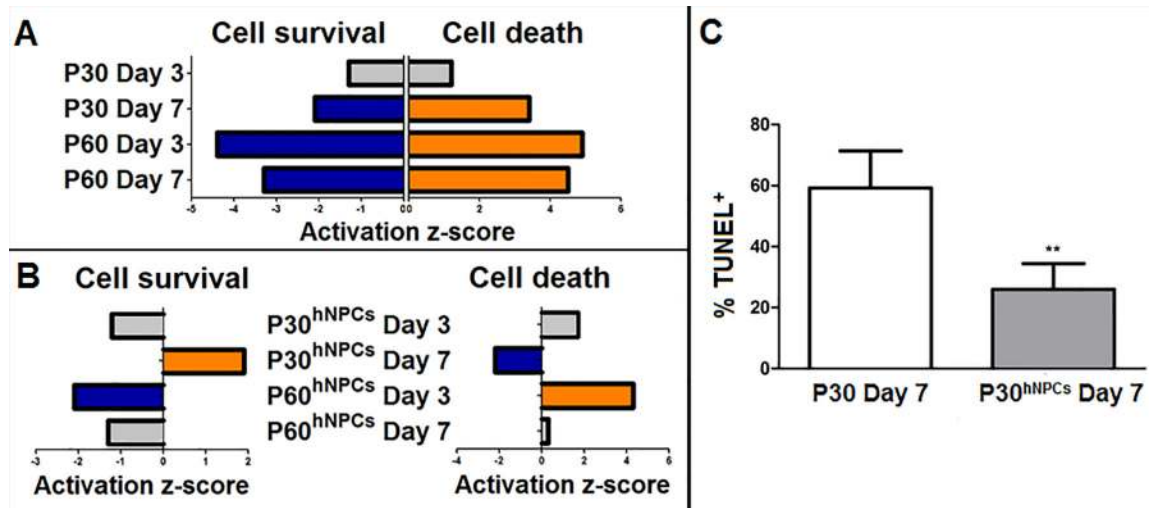 A
Cell survival Cell death
P30 Day 3
P30 Day 7
P60 Day 3
P60 Day 7
-5 -4 -3 -2 -1 00 2 4 6
Activation z-score
B
Cell survival Cell death
P30hNPCs Day 3
P30hNPCs Day 7
P60hNPCs Day 3
P60hNPCs Day 7
-3 -2 -1 0 1 2 -4 -2 0 2 4 6
Activation z-score Activation z-score
C
% TUNEL+
80
60
40
20
0
**
P30 Day 7 P30hNPCs Day 7